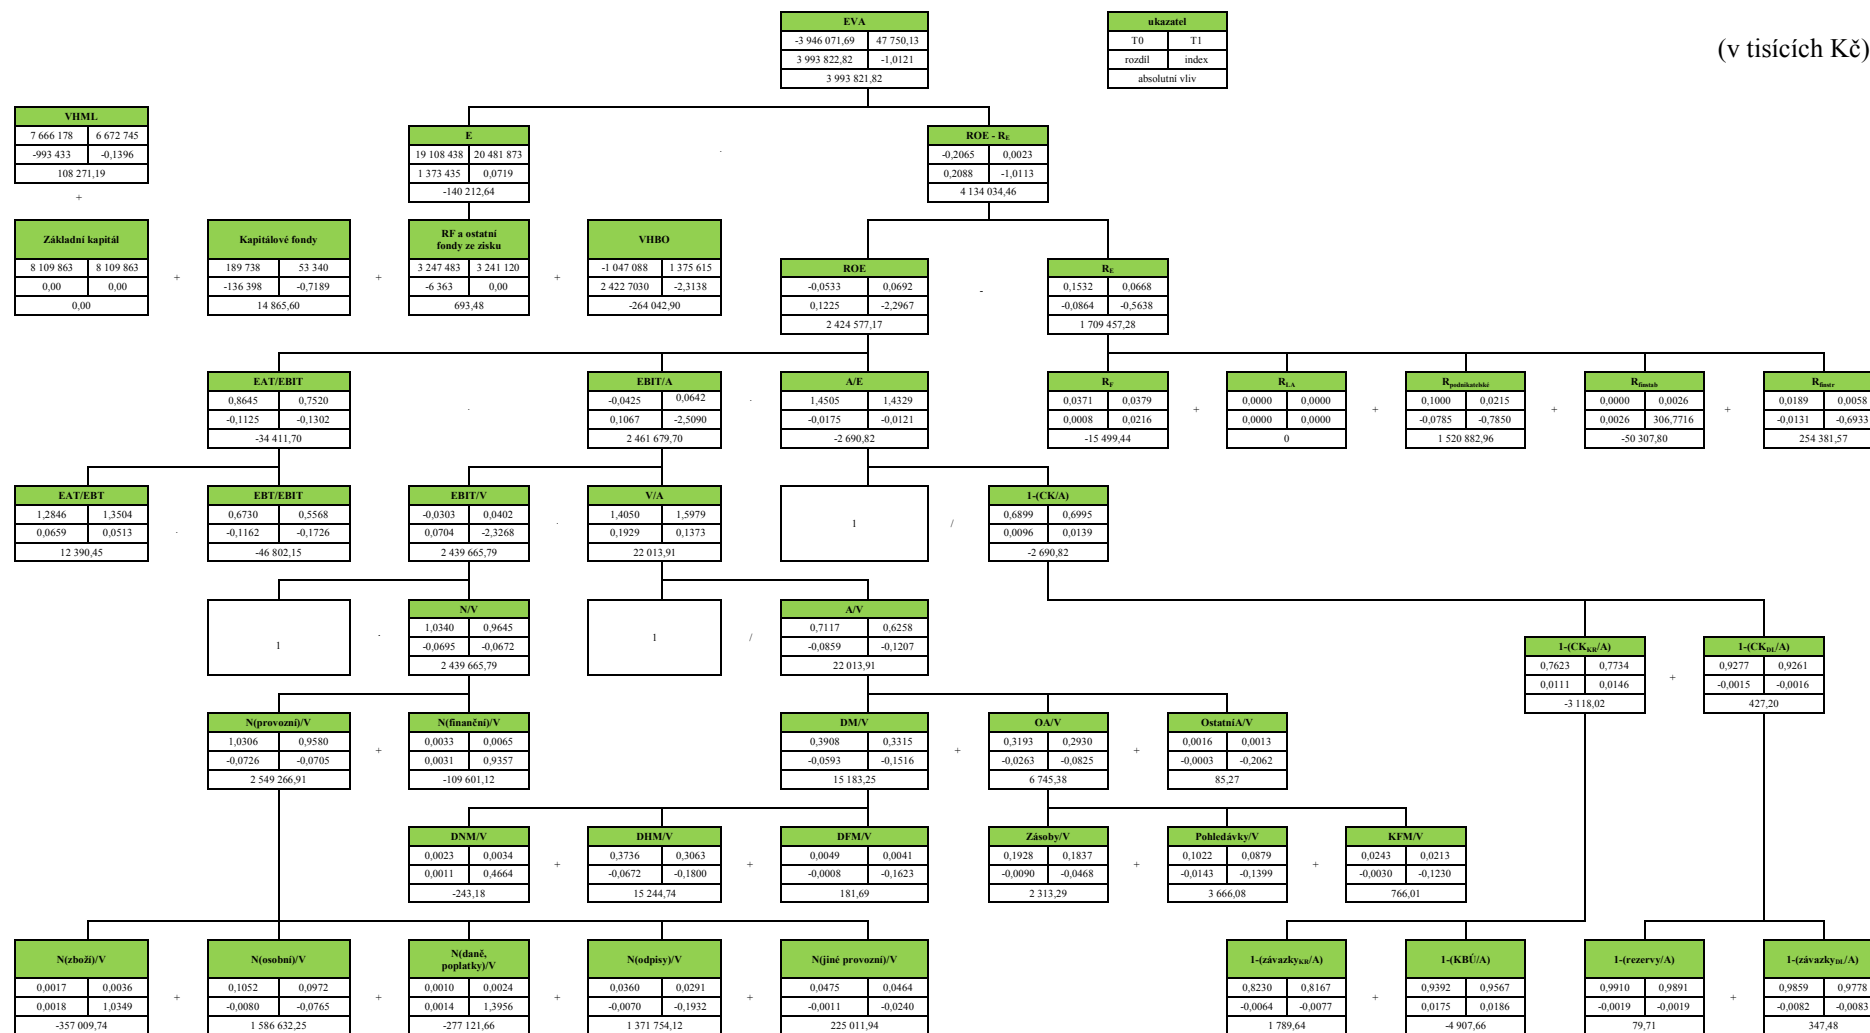 EVA
-3 946 071,69 47 750,13
3 993 822,82 -1,0121
3 993 821,82
ukazatel
T0 T1
rozdíl index
absolutní vliv
(v tisících Kč)
VHML
7 666 178 6 672 745
-993 433 -0,1396
108 271,19
+
E
19 108 438 20 481 873
1 373 435 0,0719
-140 212,64
.
ROE - RE
-0,2065 0,0023
0,2088 -1,0113
4 134 034,46
Základní kapitál
8 109 863 8 109 863
0,00 0,00
0,00
+
Kapitálové fondy
189 738 53 340
-136 398 -0,7189
14 865,60
+
RF a ostatní
fondy ze zisku
3 247 483 3 241 120
-6 363 0,00
693,48
+
VHBO
-1 047 088 1 375 615
2 422 7030 -2,3138
-264 042,90
ROE
-0,0533 0,0692
0,1225 -2,2967
2 424 577,17
-
RE
0,1532 0,0668
-0,0864 -0,5638
1 709 457,28
EAT/EBIT
0,8645 0,7520
-0,1125 -0,1302
-34 411,70
.
EBIT/A
-0,0425 0,0642
0,1067 -2,5090
2 461 679,70
.
A/E
1,4505 1,4329
-0,0175 -0,0121
-2 690,82
RF
0,0371 0,0379
0,0008 0,0216
-15 499,44
+
RLA
0,0000 0,0000
0,0000 0,0000
0
+
Rpodnikatelské
0,1000 0,0215
-0,0785 -0,7850
1 520 882,96
+
Rfinstab
0,0000 0,0026
0,0026 306,7716
-50 307,80
+
Rfinstr
0,0189 0,0058
-0,0131 -0,6933
254 381,57
EAT/EBT
1,2846 1,3504
0,0659 0,0513
12 390,45
.
EBT/EBIT
0,6730 0,5568
-0,1162 -0,1726
-46 802,15
EBIT/V
-0,0303 0,0402
0,0704 -2,3268
2 439 665,79
.
V/A
1,4050 1,5979
0,1929 0,1373
22 013,91
1
/
1-(CK/A)
0,6899 0,6995
0,0096 0,0139
-2 690,82
1
-
N/V
1,0340 0,9645
-0,0695 -0,0672
2 439 665,79
1
/
A/V
0,7117 0,6258
-0,0859 -0,1207
22 013,91
1-(CKKR/A)
0,7623 0,7734
0,0111 0,0146
-3 118,02
+
1-(CKDL/A)
0,9277 0,9261
-0,0015 -0,0016
427,20
N(provozní)/V
1,0306 0,9580
-0,0726 -0,0705
2 549 266,91
+
N(finanční)/V
0,0033 0,0065
0,0031 0,9357
-109 601,12
DM/V
0,3908 0,3315
-0,0593 -0,1516
15 183,25
+
OA/V
0,3193 0,2930
-0,0263 -0,0825
6 745,38
+
OstatníA/V
0,0016 0,0013
-0,0003 -0,2062
85,27
DNM/V
0,0023 0,0034
0,0011 0,4664
-243,18
+
DHM/V
0,3736 0,3063
-0,0672 -0,1800
15 244,74
+
DFM/V
0,0049 0,0041
-0,0008 -0,1623
181,69
Zásoby/V
0,1928 0,1837
-0,0090 -0,0468
2 313,29
+
Pohledávky/V
0,1022 0,0879
-0,0143 -0,1399
3 666,08
+
KFM/V
0,0243 0,0213
-0,0030 -0,1230
766,01
N(zboží)/V
0,0017 0,0036
0,0018 1,0349
-357 009,74
+
N(osobní)/V
0,1052 0,0972
-0,0080 -0,0765
1 586 632,25
+
N(daně,
poplatky)/V
0,0010 0,0024
0,0014 1,3956
-277 121,66
+
N(odpisy)/V
0,0360 0,0291
-0,0070 -0,1932
1 371 754,12
+
N(jiné provozní)/V
0,0475 0,0464
-0,0011 -0,0240
225 011,94
1-(závazkyKR/A)
0,8230 0,8167
-0,0064 -0,0077
1 789,64
+
1-(KBÚ/A)
0,9392 0,9567
0,0175 0,0186
-4 907,66
1-(rezervy/A)
0,9910 0,9891
-0,0019 -0,0019
79,71
+
1-(závazkyDL/A)
0,9859 0,9778
-0,0082 -0,0083
347,48